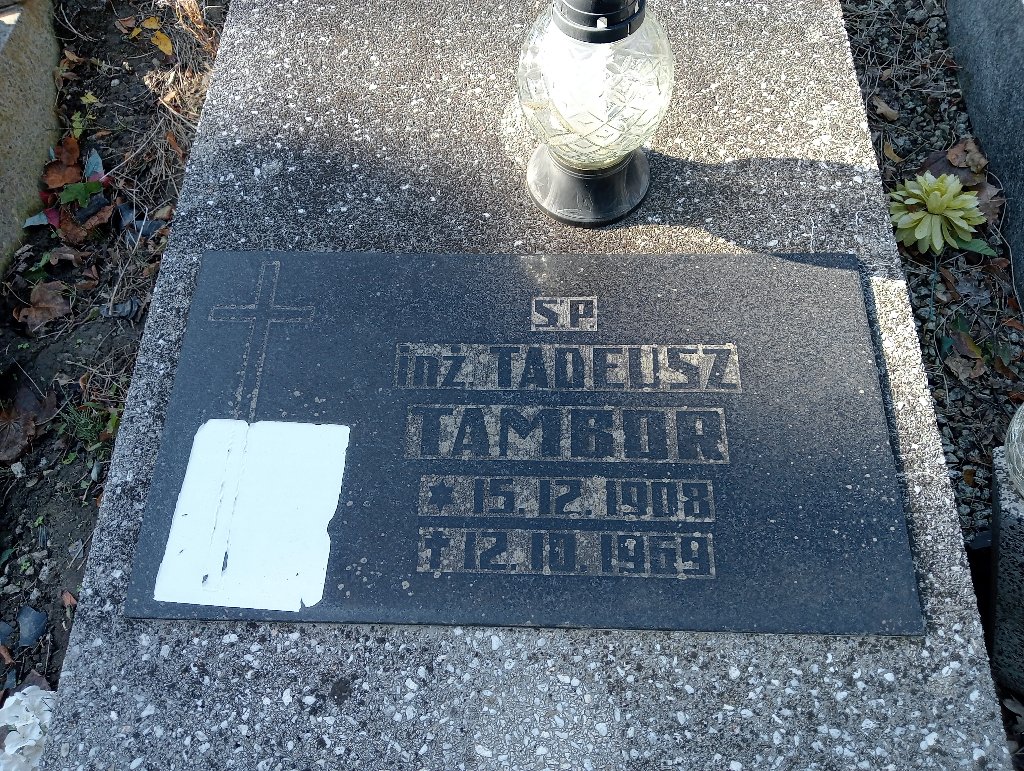 Ś.P
inż. TADEUSZ
TAMBOR
* 15.12.1908
✝ 12.10.1969